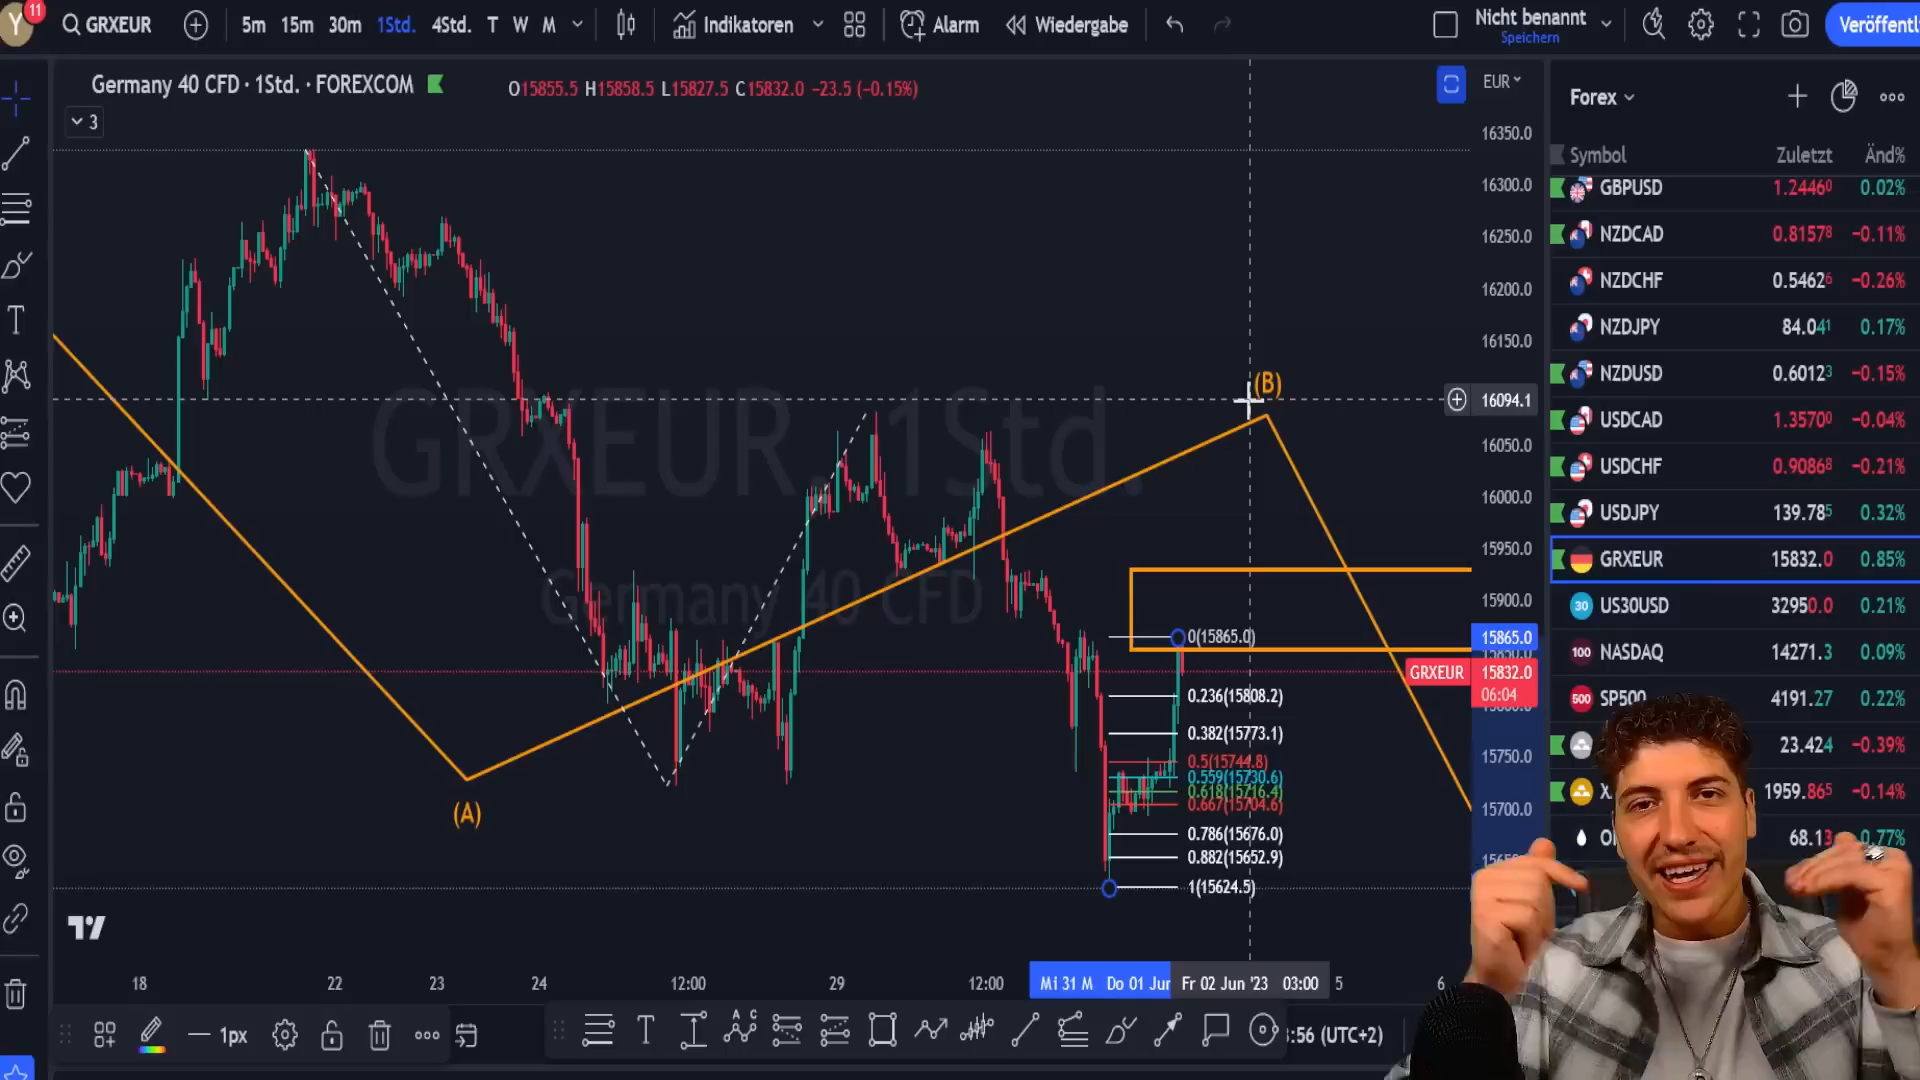 Y
11
GRXEUR
5m 15m 30m 1Std. 4Std. T W M
Indikatoren
Alarm
Wiedergabe
Nicht benannt
Speichern
Veröffentl
Germany 40 CFD · 1Std. · FOREXCOM
O15855.5 H15858.5 L15827.5 C15832.0 −23.5 (−0.15%)
3
EUR
GRXEUR, 1Std.
Germany 40 CFD
16350.0
16300.0
16250.0
16200.0
16150.0
16094.1
16050.0
16000.0
15950.0
15900.0
15865.0
GRXEUR 15832.0
06:04
15750.0
15700.0
(A)
(B)
0(15865.0)
0.236(15808.2)
0.382(15773.1)
0.5(15744.8)
0.559(15730.6)
0.618(15716.4)
0.667(15704.6)
0.786(15676.0)
0.882(15652.9)
1(15624.5)
18 22 23 24 12:00 29 12:00 Mi 31 M Do 01 Jun Fr 02 Jun '23 03:00 5 6
1px
:56 (UTC+2)
Forex
Symbol Zuletzt Änd%
GBPUSD 1.24460 0.02%
NZDCAD 0.81578 −0.11%
NZDCHF 0.54626 −0.26%
NZDJPY 84.041 0.17%
NZDUSD 0.60123 −0.15%
USDCAD 1.35700 −0.04%
USDCHF 0.90868 −0.21%
USDJPY 139.785 0.32%
GRXEUR 15832.0 0.85%
30 US30USD 32950.0 0.21%
100 NASDAQ 14271.3 0.09%
500 SP500 4191.27 0.22%
23.424 −0.39%
X 1959.865 −0.14%
68.13 0.77%